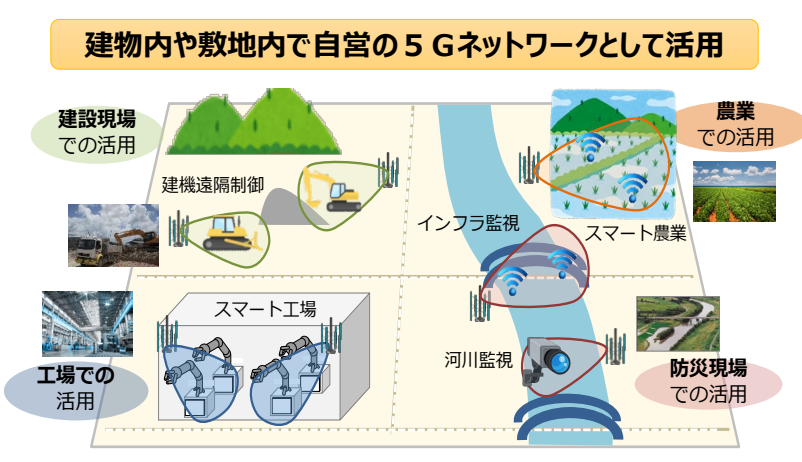 建物内や敷地内で自営の５Gネットワークとして活用
建設現場
での活用
農業
での活用
建機遠隔制御
インフラ監視
スマート農業
スマート工場
河川監視
工場での
活用
防災現場
での活用